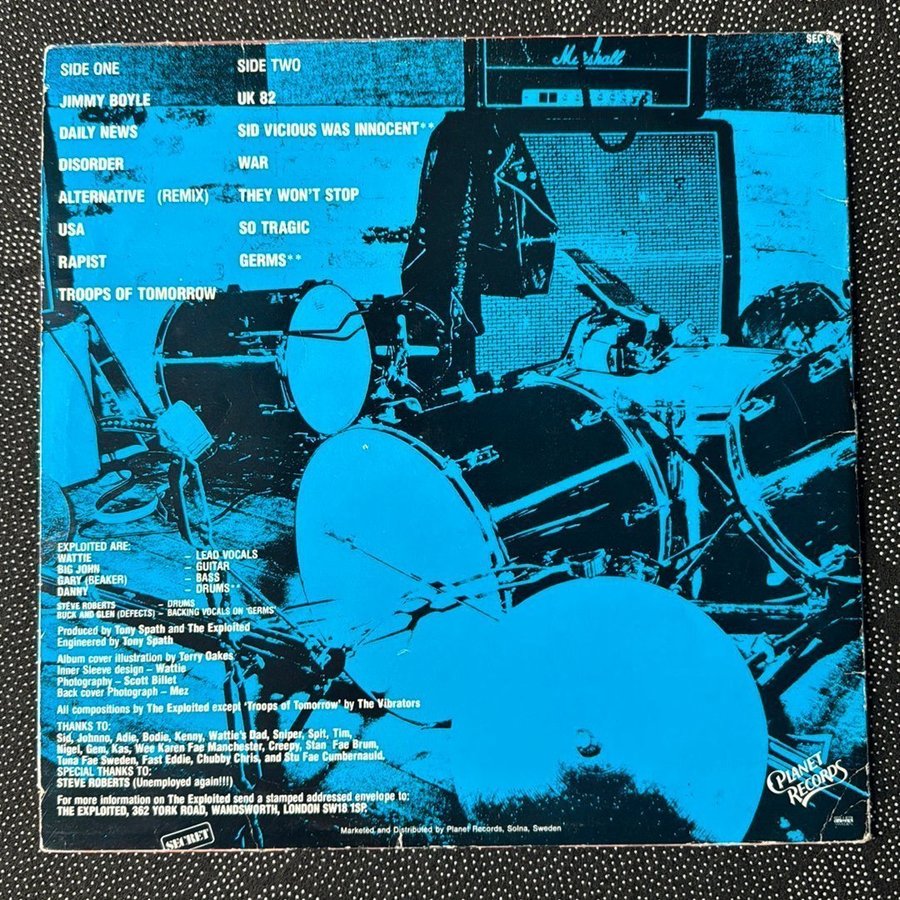 SEC 8
Marshall
SIDE ONE
JIMMY BOYLE
DAILY NEWS
DISORDER
ALTERNATIVE (REMIX)
USA
RAPIST
TROOPS OF TOMORROW
SIDE TWO
UK 82
SID VICIOUS WAS INNOCENT**
WAR
THEY WON'T STOP
SO TRAGIC
GERMS**
EXPLOITED ARE:
WATTIE – LEAD VOCALS
BIG JOHN – GUITAR
GARY (BEAKER) – BASS
DANNY – DRUMS**
STEVE ROBERTS – DRUMS
BUCK AND GLEN (DEFECTS) – BACKING VOCALS ON 'GERMS'
Produced by Tony Spath and The Exploited
Engineered by Tony Spath
Album cover illustration by Terry Oakes
Inner Sleeve design – Wattie
Photography – Scott Billet
Back cover Photograph – Mez
All compositions by The Exploited except 'Troops of Tomorrow' by The Vibrators
THANKS TO:
Sid, Johnno, Adie, Bodie, Kenny, Wattie's Dad, Sniper, Spit, Tim,
Nigel, Gem, Kas, Wee Karen Fae Manchester, Creepy, Stan Fae Brum,
Tuna Fae Sweden, Fast Eddie, Chubby Chris, and Stu Fae Cumbernauld.
SPECIAL THANKS TO:
STEVE ROBERTS (Unemployed again!!!)
For more information on The Exploited send a stamped addressed envelope to:
THE EXPLOITED, 362 YORK ROAD, WANDSWORTH, LONDON SW18 1SP.
SECRET
Marketed and Distributed by Planet Records, Solna, Sweden
PLANET
RECORDS